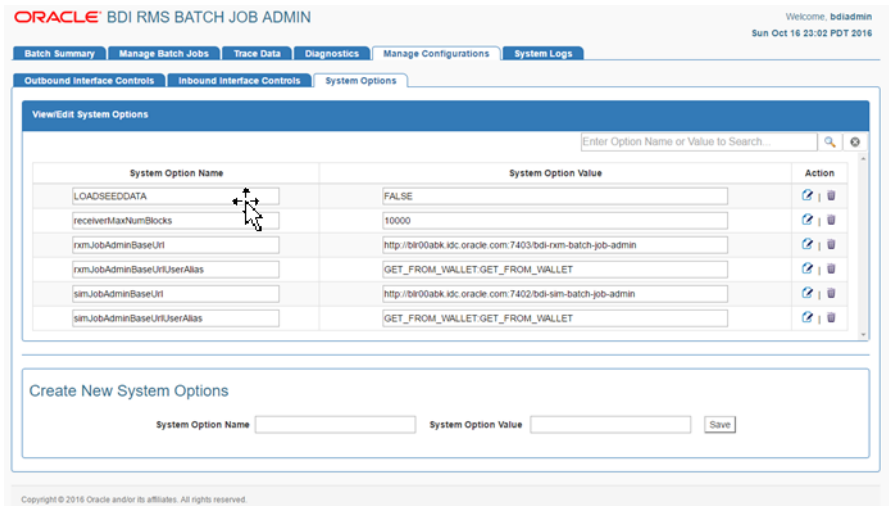 ORACLE® BDI RMS BATCH JOB ADMIN
Welcome, bdiadmin
Sun Oct 16 23:02 PDT 2016
Batch Summary Manage Batch Jobs Trace Data Diagnostics Manage Configurations System Logs
Outbound Interface Controls Inbound Interface Controls System Options
View/Edit System Options
Enter Option Name or Value to Search...
System Option Name System Option Value Action
LOADSEEDDATA FALSE |
receiverMaxNumBlocks 10000 |
rxmJobAdminBaseUrl http://blr00abk.idc.oracle.com:7403/bdi-rxm-batch-job-admin |
rxmJobAdminBaseUrlUserAlias GET_FROM_WALLET:GET_FROM_WALLET |
simJobAdminBaseUrl http://blr00abk.idc.oracle.com:7402/bdi-sim-batch-job-admin |
simJobAdminBaseUrlUserAlias GET_FROM_WALLET:GET_FROM_WALLET |
Create New System Options
System Option Name System Option Value Save
Copyright © 2016 Oracle and/or its affiliates. All rights reserved.